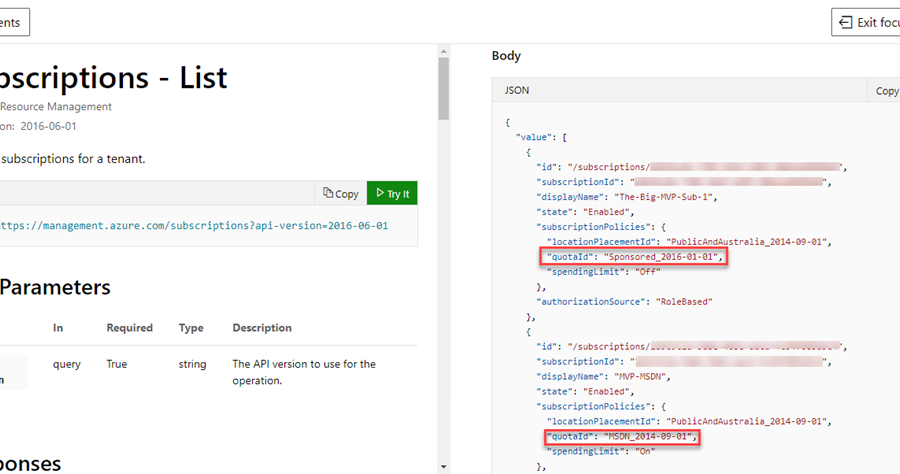 ents
Exit focu
bscriptions - List
Resource Management
on: 2016-06-01
subscriptions for a tenant.
Copy
Try It
ttps://management.azure.com/subscriptions?api-version=2016-06-01
Parameters
In Required Type Description
n query True string The API version to use for the
operation.
ponses
Body
JSON Copy
{
"value": [
{
"id": "/subscriptions/ ",
"subscriptionId": " ",
"displayName": "The-Big-MVP-Sub-1",
"state": "Enabled",
"subscriptionPolicies": {
"locationPlacementId": "PublicAndAustralia_2014-09-01",
"quotaId": "Sponsored_2016-01-01",
"spendingLimit": "Off"
},
"authorizationSource": "RoleBased"
},
{
"id": "/subscriptions/ ",
"subscriptionId": " ",
"displayName": "MVP-MSDN",
"state": "Enabled",
"subscriptionPolicies": {
"locationPlacementId": "PublicAndAustralia_2014-09-01",
"quotaId": "MSDN_2014-09-01",
"spendingLimit": "On"
},